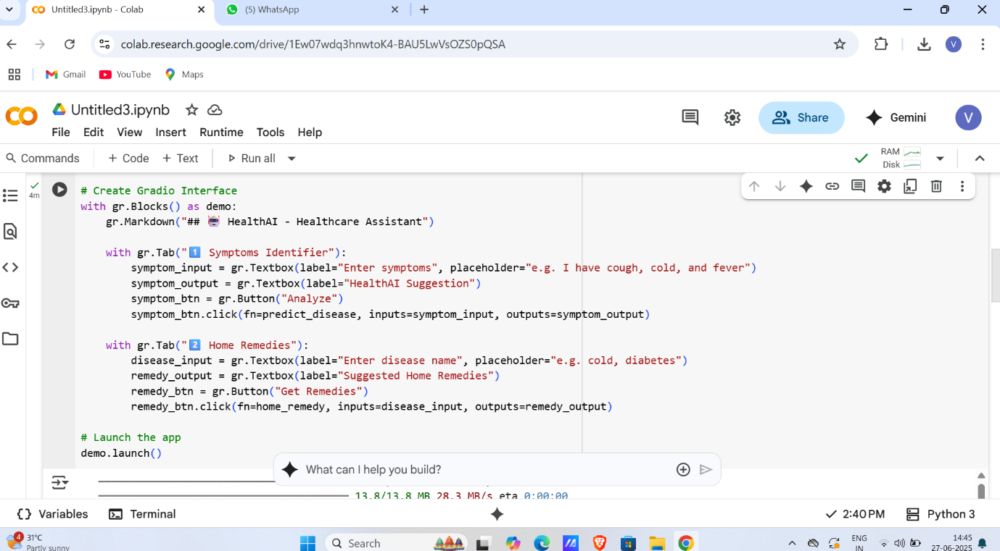 Untitled3.ipynb - Colab
(5) WhatsApp
colab.research.google.com/drive/1Ew07wdq3hnwtoK4-BAU5LwVsOZS0pQSA
V
Gmail
YouTube
Maps
Untitled3.ipynb
File Edit View Insert Runtime Tools Help
Share
Gemini
V
Commands
+ Code + Text
Run all
RAM
Disk
4m
# Create Gradio Interface
with gr.Blocks() as demo:
    gr.Markdown("## 🤖 HealthAI - Healthcare Assistant")
    with gr.Tab("1️⃣ Symptoms Identifier"):
        symptom_input = gr.Textbox(label="Enter symptoms", placeholder="e.g. I have cough, cold, and fever")
        symptom_output = gr.Textbox(label="HealthAI Suggestion")
        symptom_btn = gr.Button("Analyze")
        symptom_btn.click(fn=predict_disease, inputs=symptom_input, outputs=symptom_output)
    with gr.Tab("2️⃣ Home Remedies"):
        disease_input = gr.Textbox(label="Enter disease name", placeholder="e.g. cold, diabetes")
        remedy_output = gr.Textbox(label="Suggested Home Remedies")
        remedy_btn = gr.Button("Get Remedies")
        remedy_btn.click(fn=home_remedy, inputs=disease_input, outputs=remedy_output)
# Launch the app
demo.launch()
What can I help you build?
13.8/13.8 MB 28.3 MB/s eta 0:00:00
Variables
Terminal
2:40 PM
Python 3
4
31°C
Partly sunny
Search
ENG
IN
14:45
27-06-2025